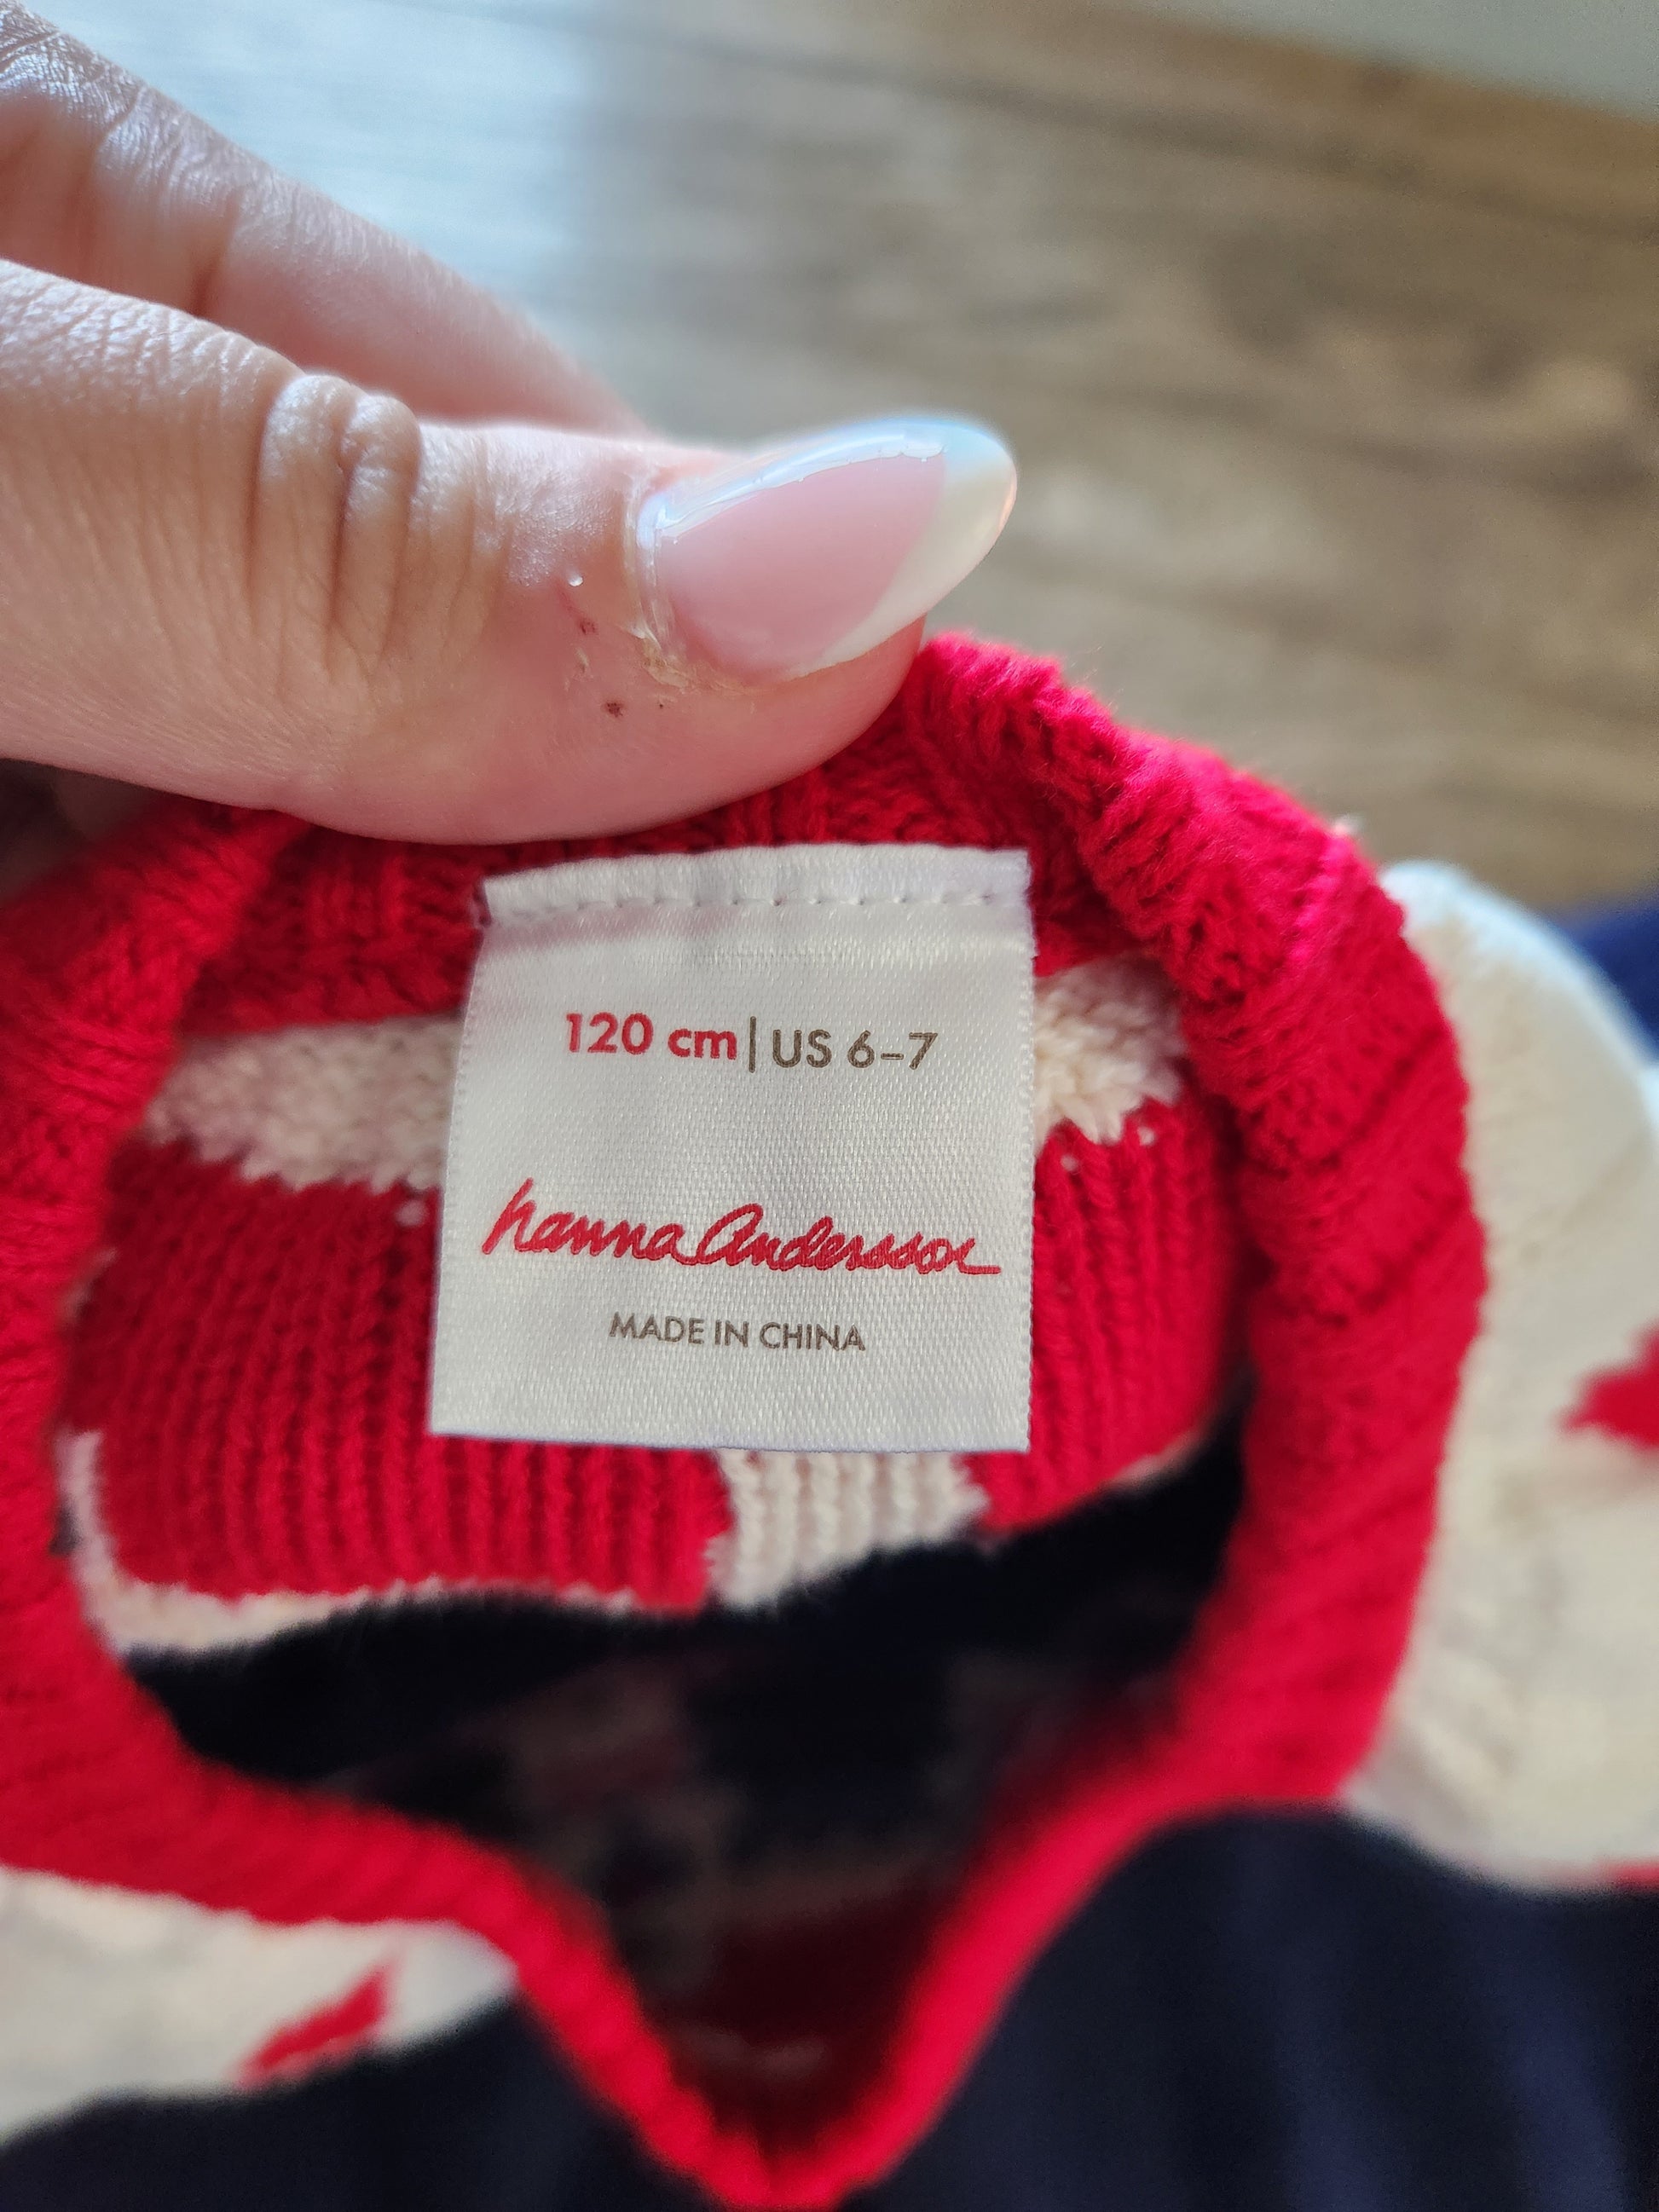 120 cm | US 6–7
hanna Andersson
MADE IN CHINA